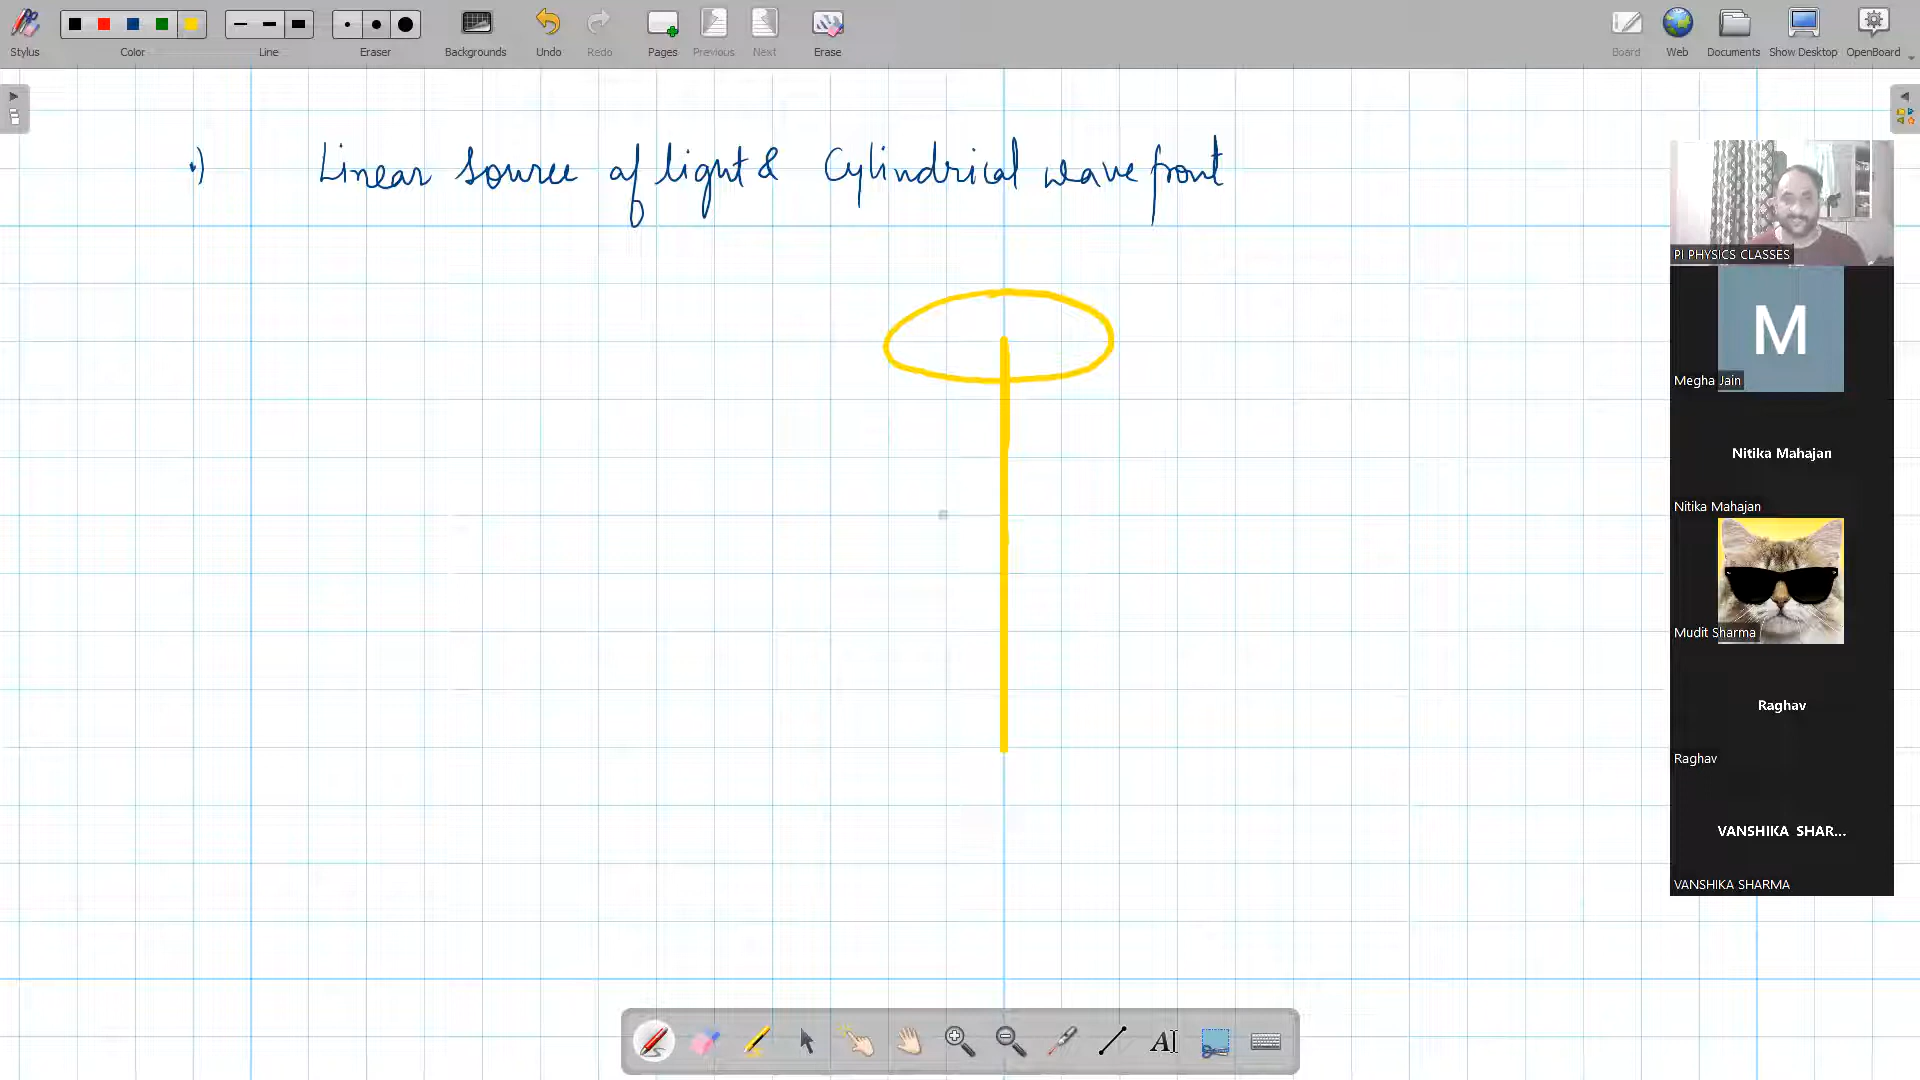 Stylus
Color
Line
Eraser
Backgrounds
Undo
Redo
Pages
Previous
Next
Erase
Board
Web
Documents
Show Desktop
OpenBoard
1) Linear source of light & Cylindrical wave front
PI PHYSICS CLASSES
M
Megha Jain
Nitika Mahajan
Nitika Mahajan
Mudit Sharma
Raghav
Raghav
VANSHIKA SHAR...
VANSHIKA SHARMA
AI